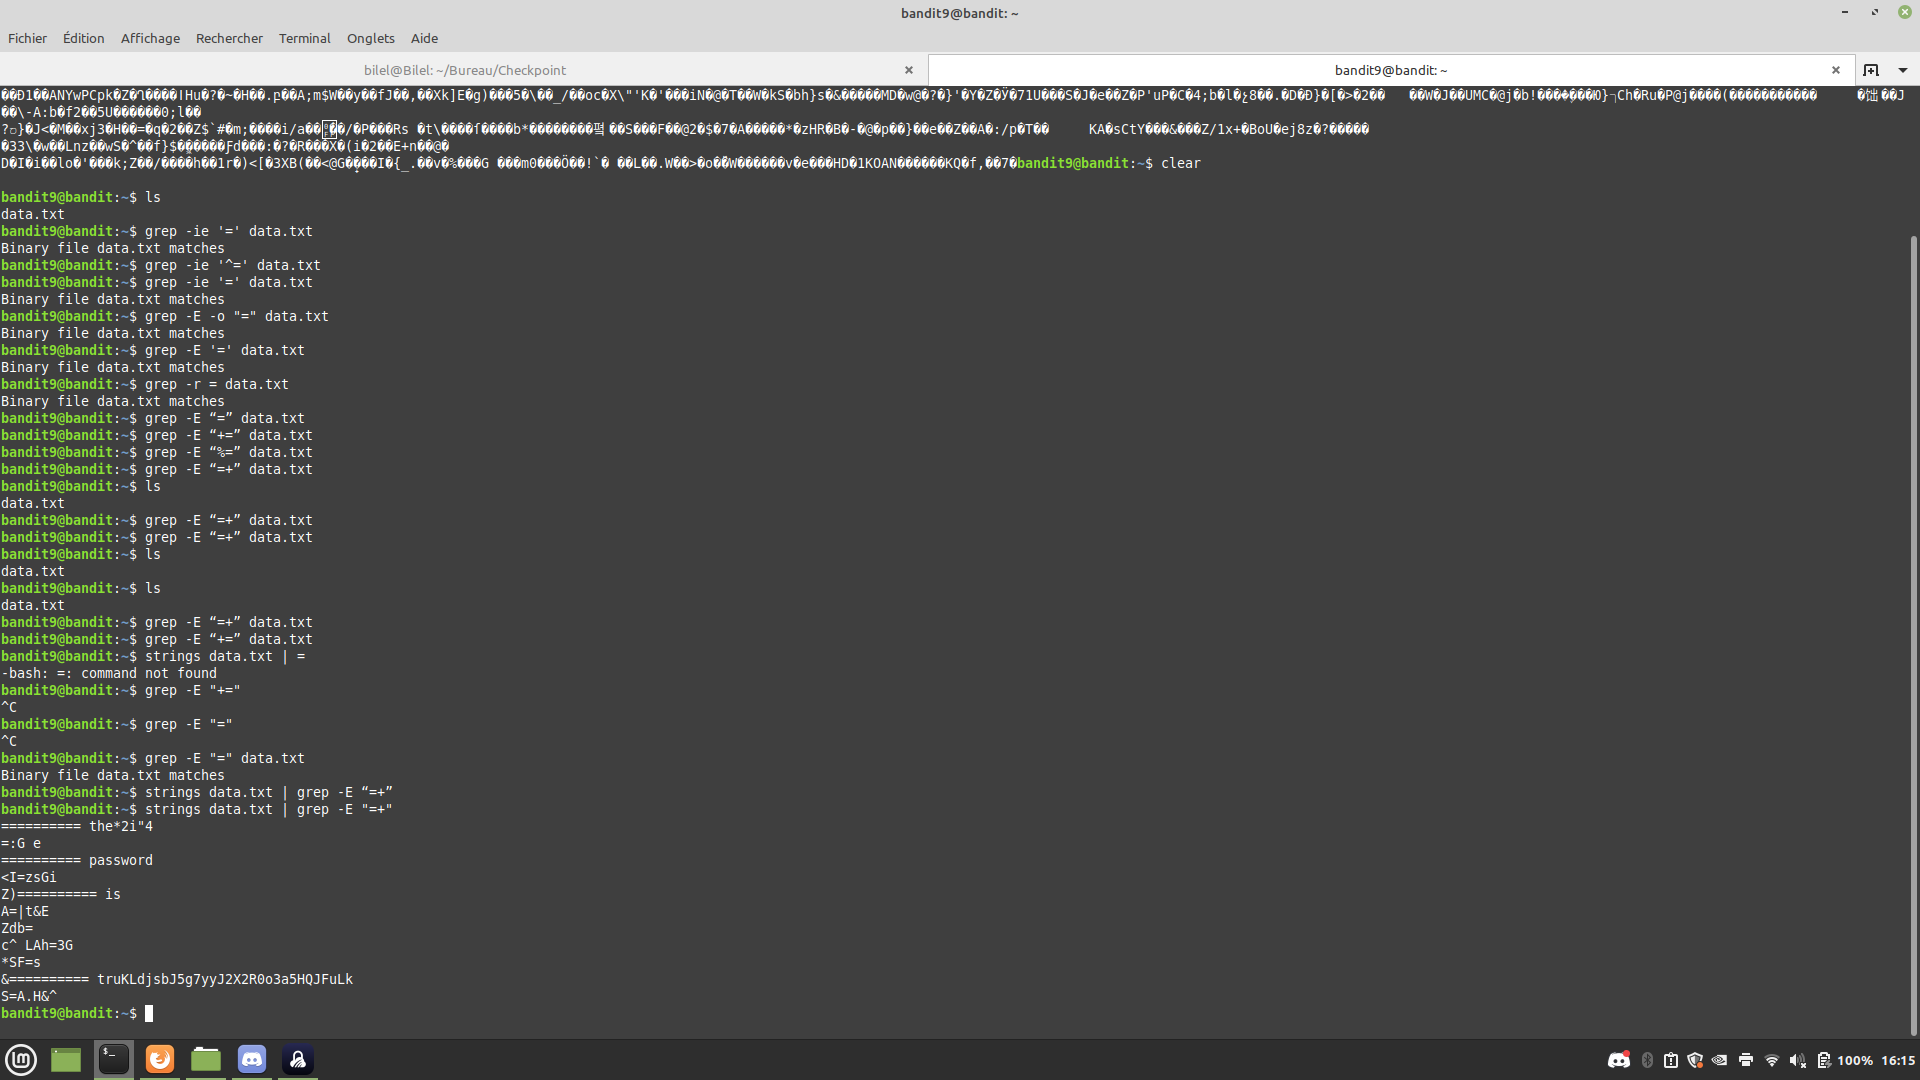 bandit9@bandit: ~
Fichier Édition Affichage Rechercher Terminal Onglets Aide
bilel@Bilel: ~/Bureau/Checkpoint
bandit9@bandit: ~
bandit9@bandit:~$ clear
bandit9@bandit:~$ ls
data.txt
bandit9@bandit:~$ grep -ie '=' data.txt
Binary file data.txt matches
bandit9@bandit:~$ grep -ie '^=' data.txt
bandit9@bandit:~$ grep -ie '=' data.txt
Binary file data.txt matches
bandit9@bandit:~$ grep -E -o "=" data.txt
Binary file data.txt matches
bandit9@bandit:~$ grep -E '=' data.txt
Binary file data.txt matches
bandit9@bandit:~$ grep -r = data.txt
Binary file data.txt matches
bandit9@bandit:~$ grep -E “=” data.txt
bandit9@bandit:~$ grep -E “+=” data.txt
bandit9@bandit:~$ grep -E “%=” data.txt
bandit9@bandit:~$ grep -E “=+” data.txt
bandit9@bandit:~$ ls
data.txt
bandit9@bandit:~$ grep -E “=+” data.txt
bandit9@bandit:~$ grep -E “=+” data.txt
bandit9@bandit:~$ ls
data.txt
bandit9@bandit:~$ ls
data.txt
bandit9@bandit:~$ grep -E “=+” data.txt
bandit9@bandit:~$ grep -E “+=” data.txt
bandit9@bandit:~$ strings data.txt | =
-bash: =: command not found
bandit9@bandit:~$ grep -E "+="
^C
bandit9@bandit:~$ grep -E "="
^C
bandit9@bandit:~$ grep -E "=" data.txt
Binary file data.txt matches
bandit9@bandit:~$ strings data.txt | grep -E “=+”
bandit9@bandit:~$ strings data.txt | grep -E "=+"
========== the*2i"4
=:G e
========== password
<I=zsGi
Z)========== is
A=|t&E
Zdb=
c^ LAh=3G
*SF=s
&========== truKLdjsbJ5g7yyJ2X2R0o3a5HQJFuLk
S=A.H&^
bandit9@bandit:~$
100% 16:15